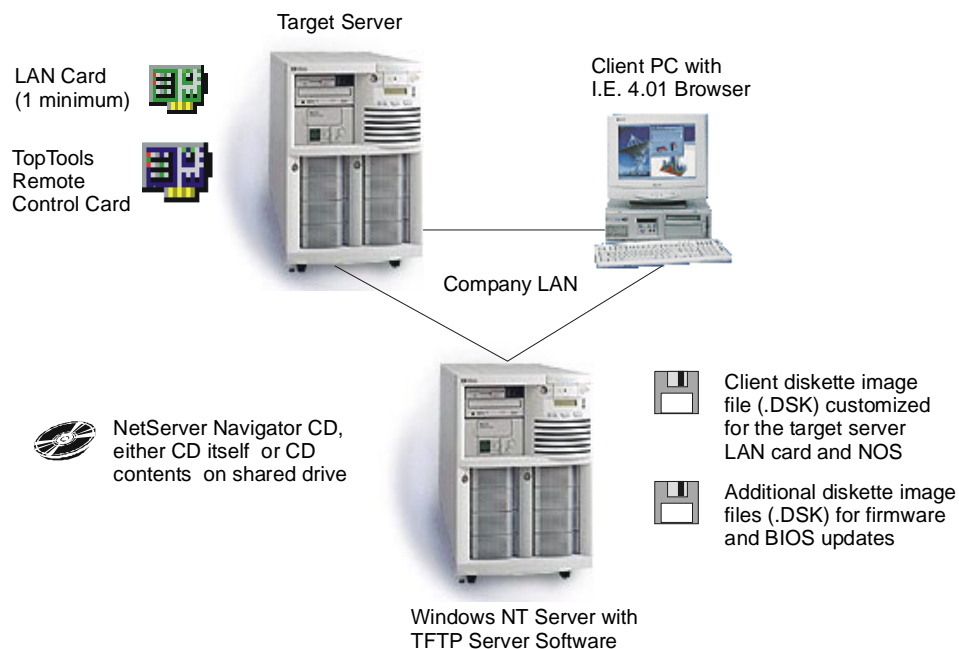 Target Server
LAN Card
(1 minimum)
TopTools
Remote
Control Card
Client PC with
I.E. 4.01 Browser
Company LAN
NetServer Navigator CD,
either CD itself or CD
contents on shared drive
Client diskette image
file (.DSK) customized
for the target server
LAN card and NOS
Additional diskette image
files (.DSK) for firmware
and BIOS updates
Windows NT Server with
TFTP Server Software